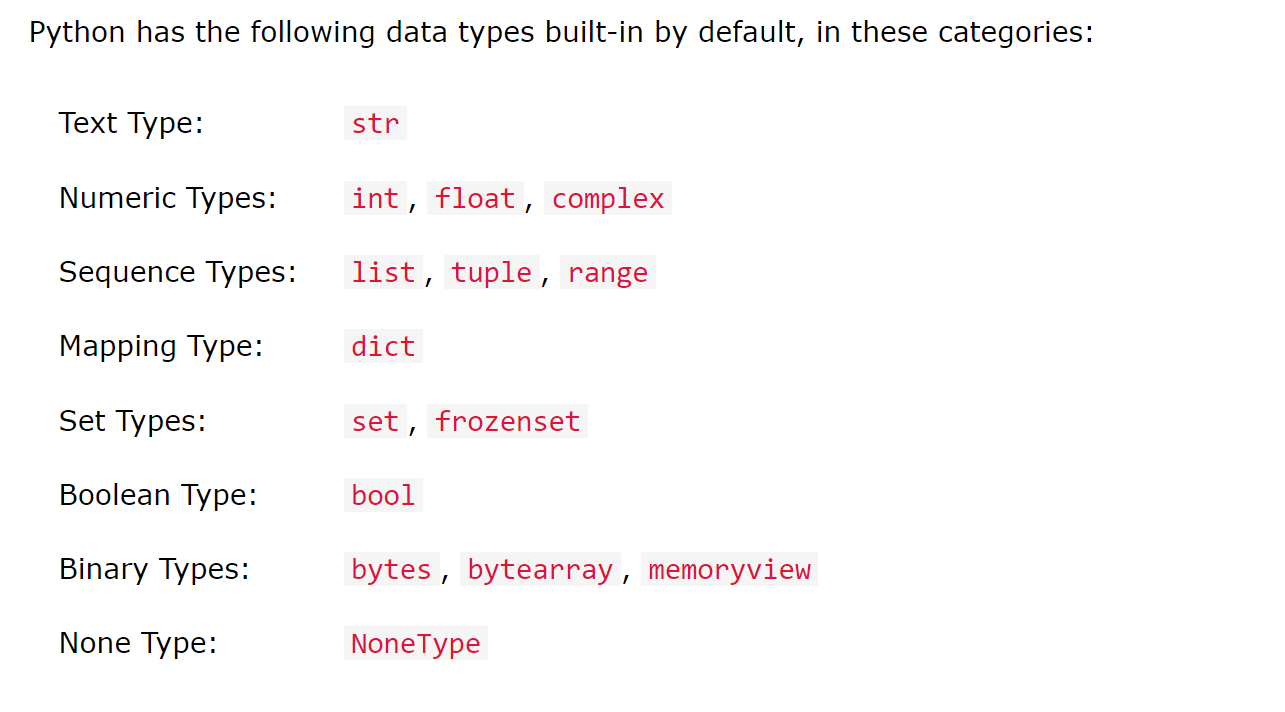 Python has the following data types built-in by default, in these categories:
Text Type: str
Numeric Types: int, float, complex
Sequence Types: list, tuple, range
Mapping Type: dict
Set Types: set, frozenset
Boolean Type: bool
Binary Types: bytes, bytearray, memoryview
None Type: NoneType